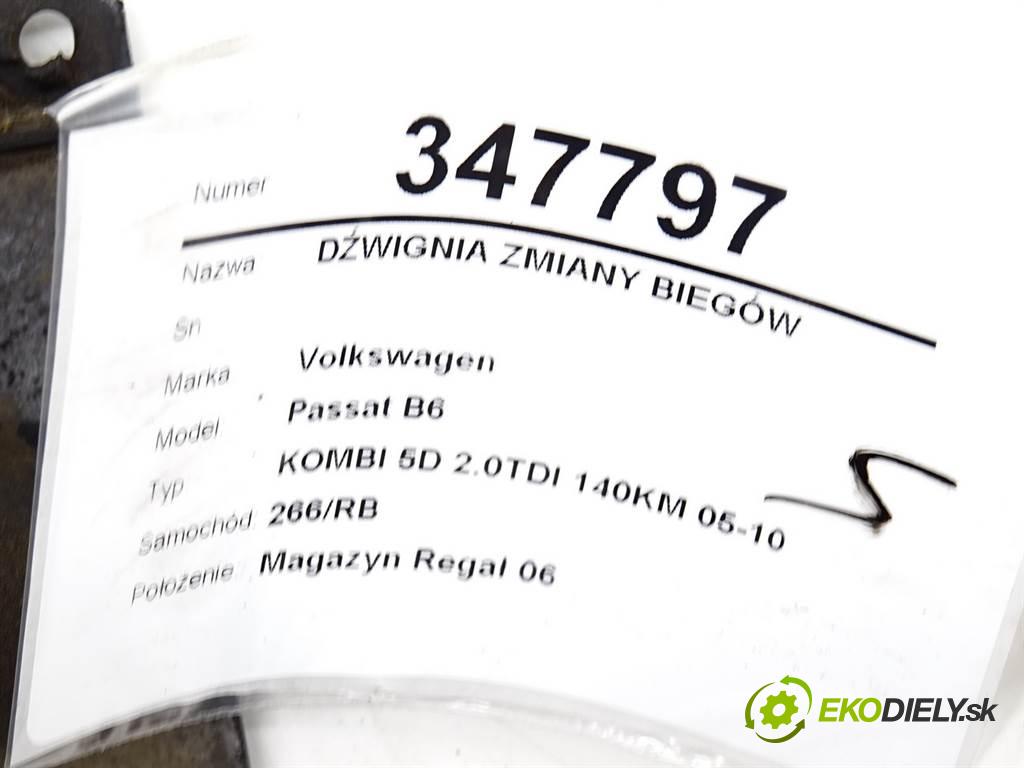 Numer 347797
Nazwa DŹWIGNIA ZMIANY BIEGÓW
Sn
Marka Volkswagen
Model Passat B6
Typ KOMBI 5D 2.0TDI 140KM 05-10
Samochód: 266/RB
Położenie: Magazyn Regał 06
EKODIELY.sk